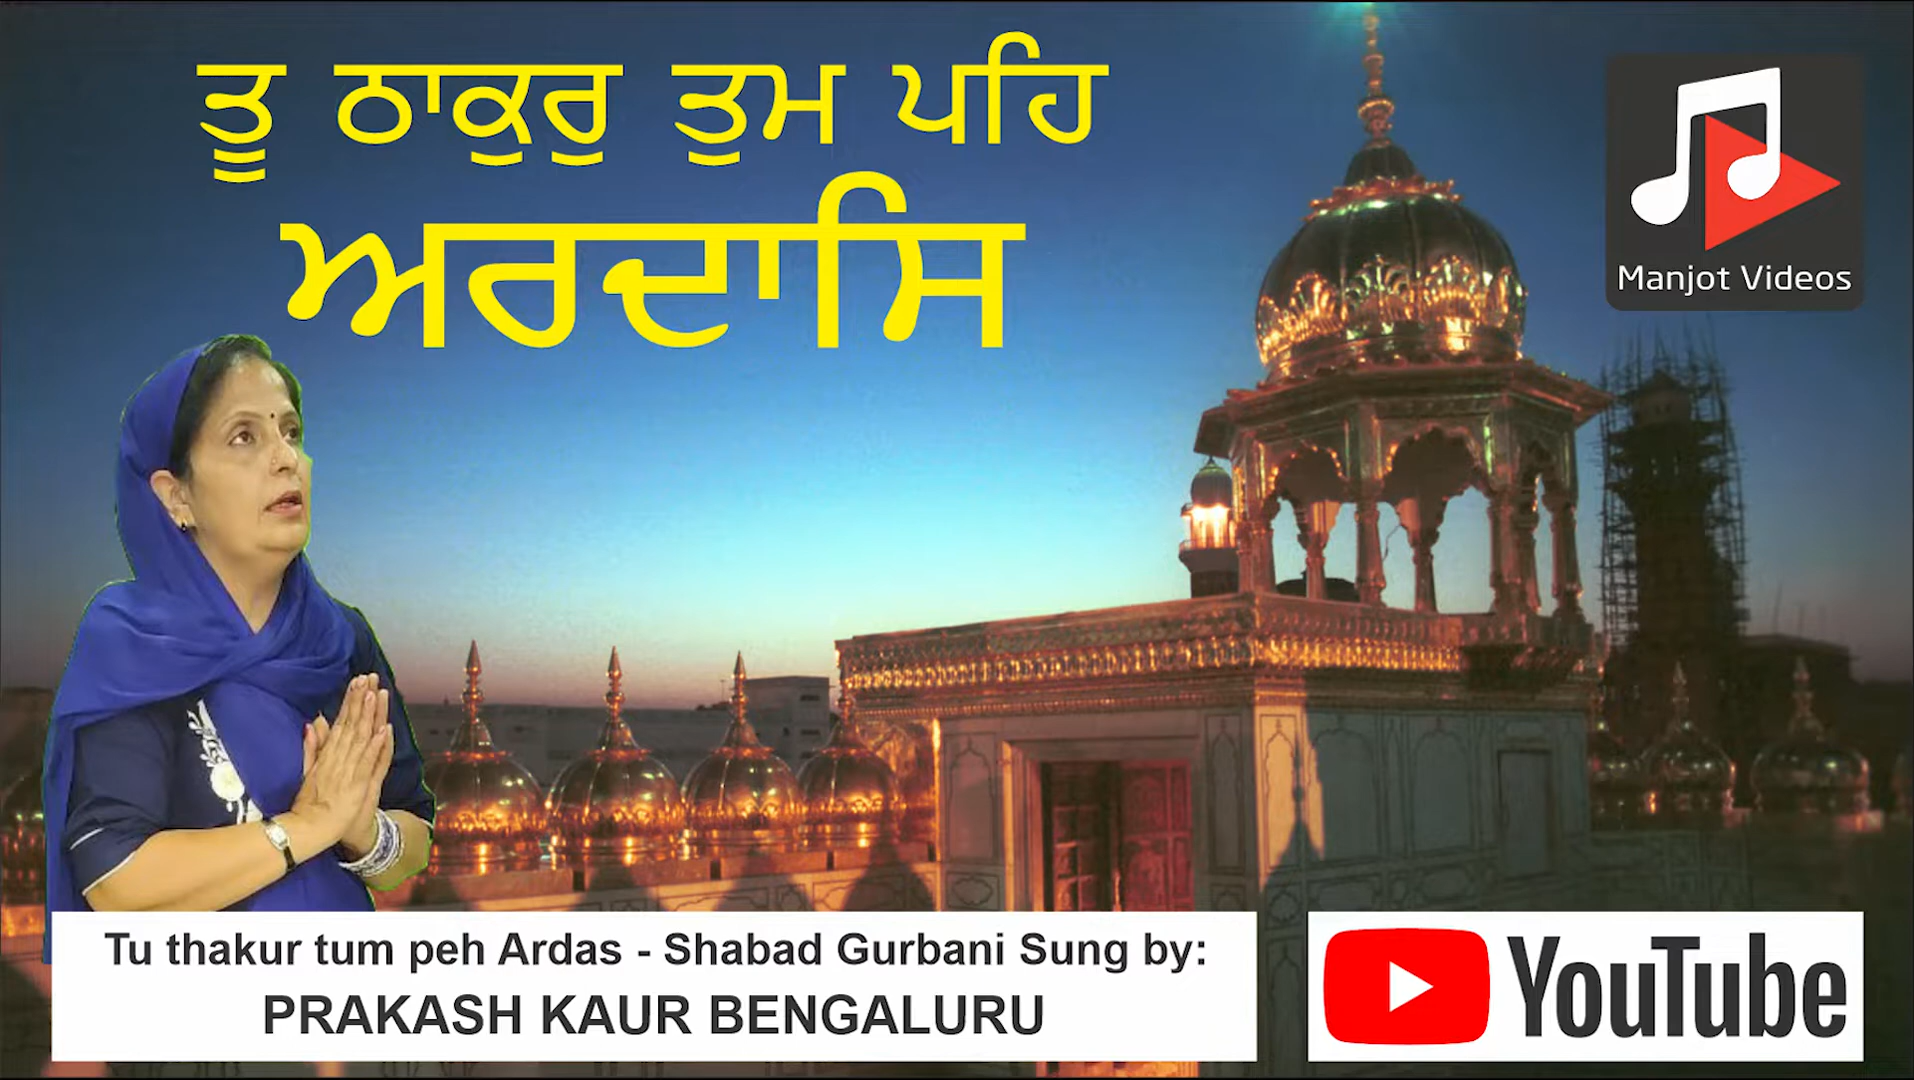 ਤੂ ਠਾਕੁਰੁ ਤੁਮ ਪਹਿ
ਅਰਦਾਸਿ
Manjot Videos
Tu thakur tum peh Ardas - Shabad Gurbani Sung by:
PRAKASH KAUR BENGALURU
YouTube